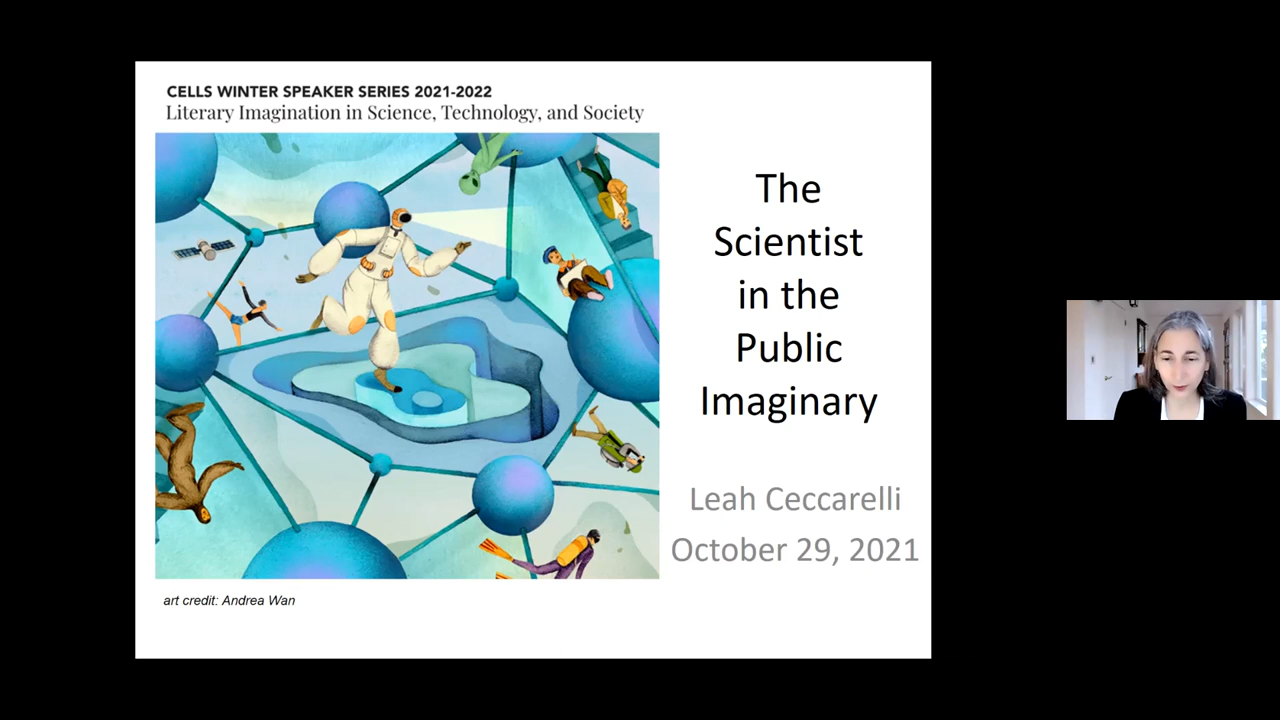 CELLS WINTER SPEAKER SERIES 2021-2022
Literary Imagination in Science, Technology, and Society
The
Scientist
in the
Public
Imaginary
Leah Ceccarelli
October 29, 2021
art credit: Andrea Wan